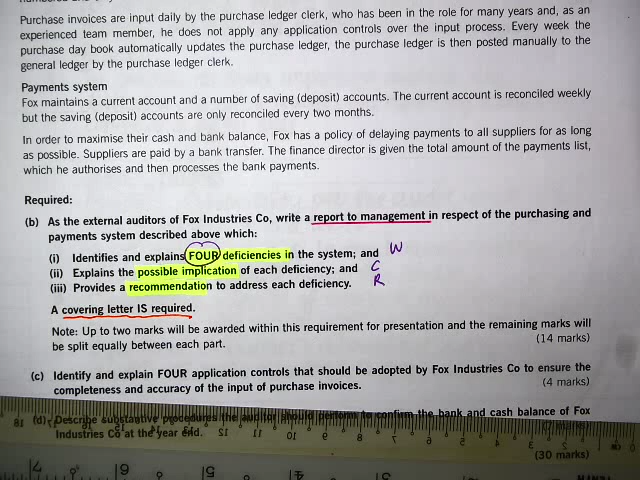 Purchase invoices are input daily by the purchase ledger clerk, who has been in the role for many years and, as an
experienced team member, he does not apply any application controls over the input process. Every week the
purchase day book automatically updates the purchase ledger, the purchase ledger is then posted manually to the
general ledger by the purchase ledger clerk.
Payments system
Fox maintains a current account and a number of saving (deposit) accounts. The current account is reconciled weekly
but the saving (deposit) accounts are only reconciled every two months.
In order to maximise their cash and bank balance, Fox has a policy of delaying payments to all suppliers for as long
as possible. Suppliers are paid by a bank transfer. The finance director is given the total amount of the payments list,
which he authorises and then processes the bank payments.
Required:
(b) As the external auditors of Fox Industries Co, write a report to management in respect of the purchasing and
payments system described above which:
(i) Identifies and explains FOUR deficiencies in the system; and W
(ii) Explains the possible implication of each deficiency; and C
(iii) Provides a recommendation to address each deficiency. R
A covering letter IS required.
Note: Up to two marks will be awarded within this requirement for presentation and the remaining marks will
be split equally between each part. (14 marks)
(c) Identify and explain FOUR application controls that should be adopted by Fox Industries Co to ensure the
completeness and accuracy of the input of purchase invoices. (4 marks)
(d) Describe substantive procedures the auditor should perform to confirm the bank and cash balance of Fox
Industries Co at the year end.
(30 marks)